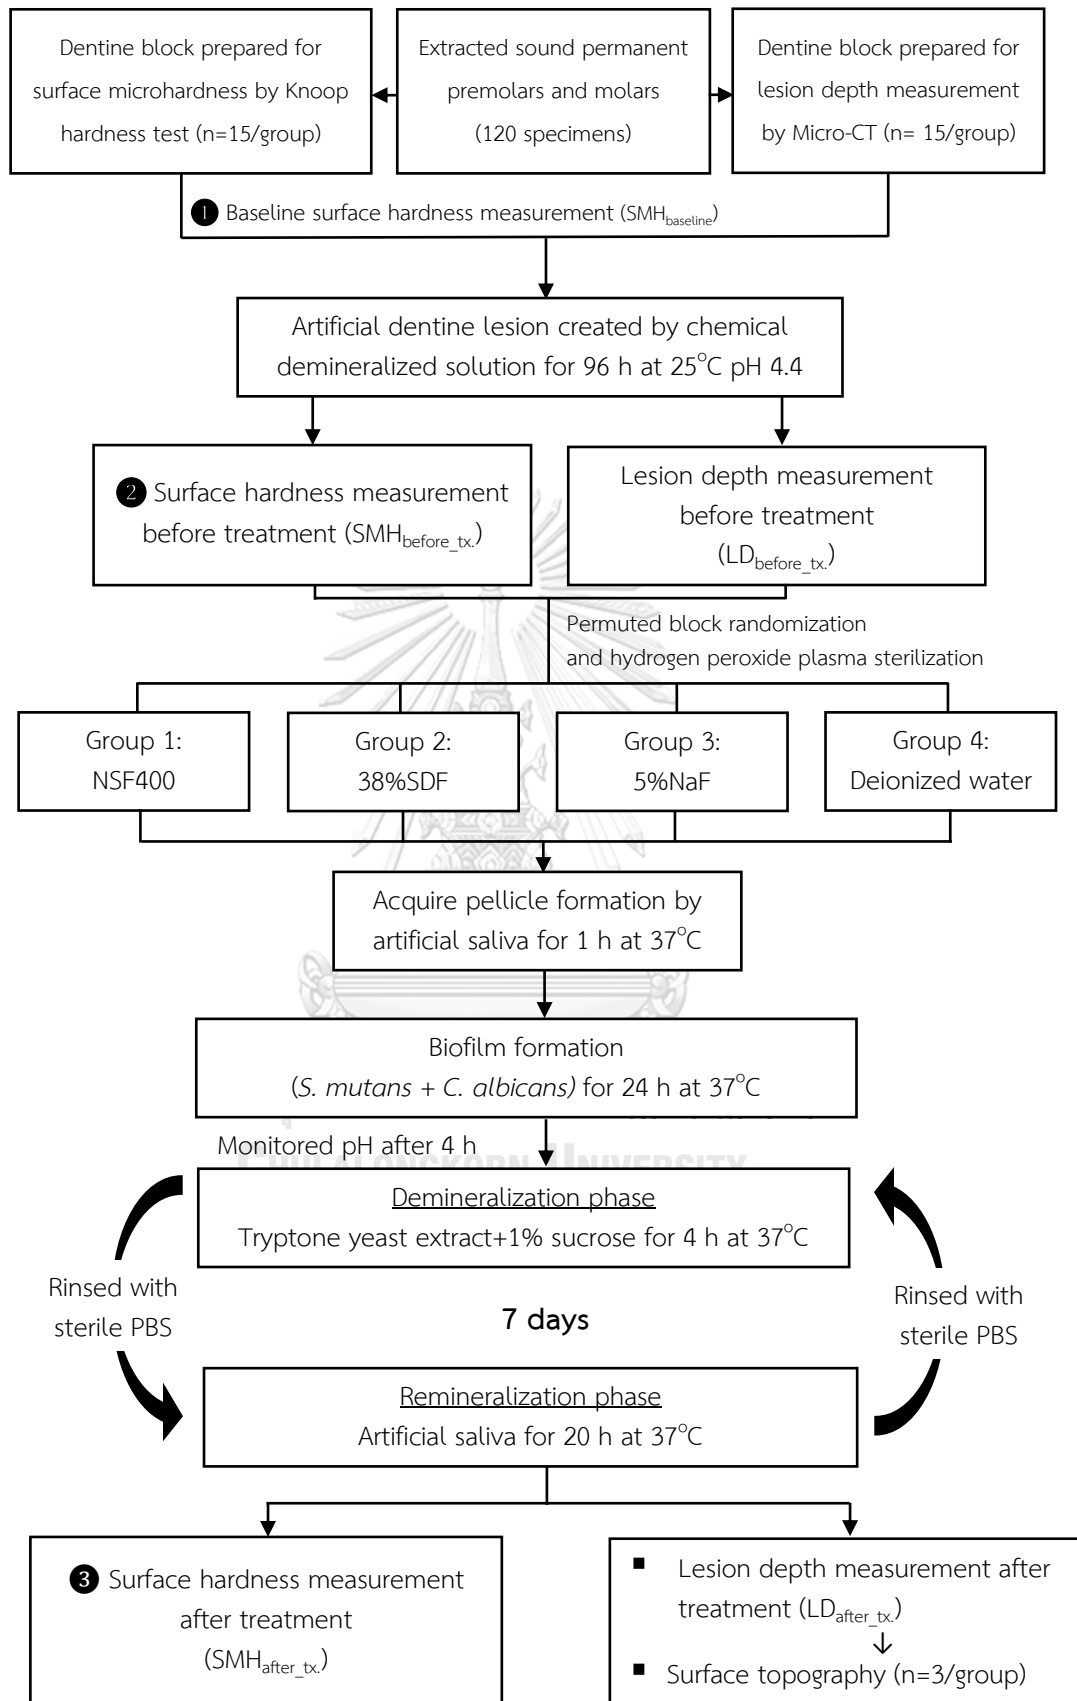 Dentine block prepared for
surface microhardness by Knoop
hardness test (n=15/group)
Extracted sound permanent
premolars and molars
(120 specimens)
Dentine block prepared for
lesion depth measurement
by Micro-CT (n= 15/group)
❶ Baseline surface hardness measurement (SMHbaseline)
Artificial dentine lesion created by chemical
demineralized solution for 96 h at 25°C pH 4.4
❷ Surface hardness measurement
before treatment (SMHbefore_tx.)
Lesion depth measurement
before treatment
(LDbefore_tx.)
Permuted block randomization
and hydrogen peroxide plasma sterilization
Group 1:
NSF400
Group 2:
38%SDF
Group 3:
5%NaF
Group 4:
Deionized water
Acquire pellicle formation by
artificial saliva for 1 h at 37°C
Biofilm formation
(S. mutans + C. albicans) for 24 h at 37°C
Monitored pH after 4 h
CHULALONGKORN UNIVERSITY
Demineralization phase
Tryptone yeast extract+1% sucrose for 4 h at 37°C
Rinsed with
sterile PBS
7 days
Rinsed with
sterile PBS
Remineralization phase
Artificial saliva for 20 h at 37°C
❸ Surface hardness measurement
after treatment
(SMHafter_tx.)
▪ Lesion depth measurement after
treatment (LDafter_tx.)
↓
▪ Surface topography (n=3/group)